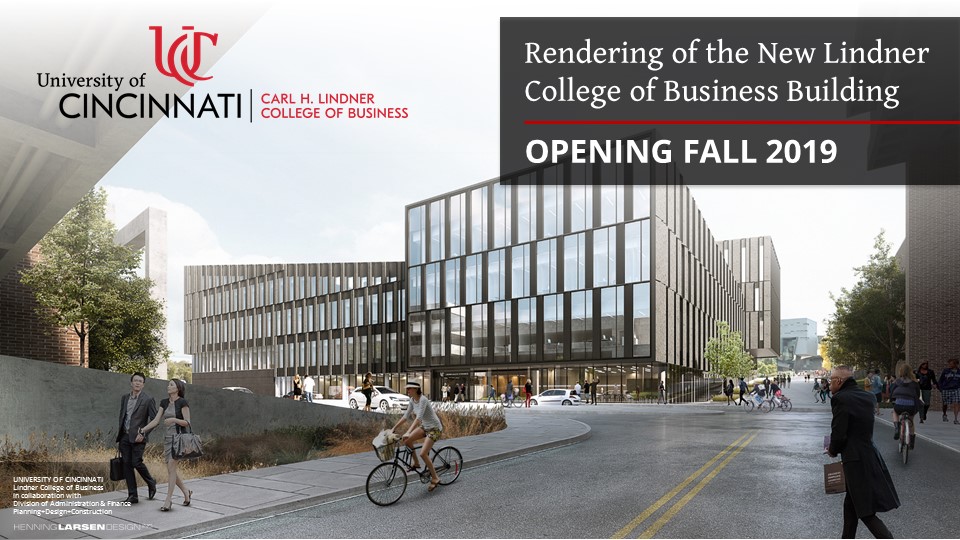 University of
CINCINNATI
CARL H. LINDNER
COLLEGE OF BUSINESS
Rendering of the New Lindner
College of Business Building
OPENING FALL 2019
UNIVERSITY OF CINCINNATI
Lindner College of Business
in collaboration with
Division of Administration & Finance
Planning+Design+Construction
HENNINGLARSENDESIGN